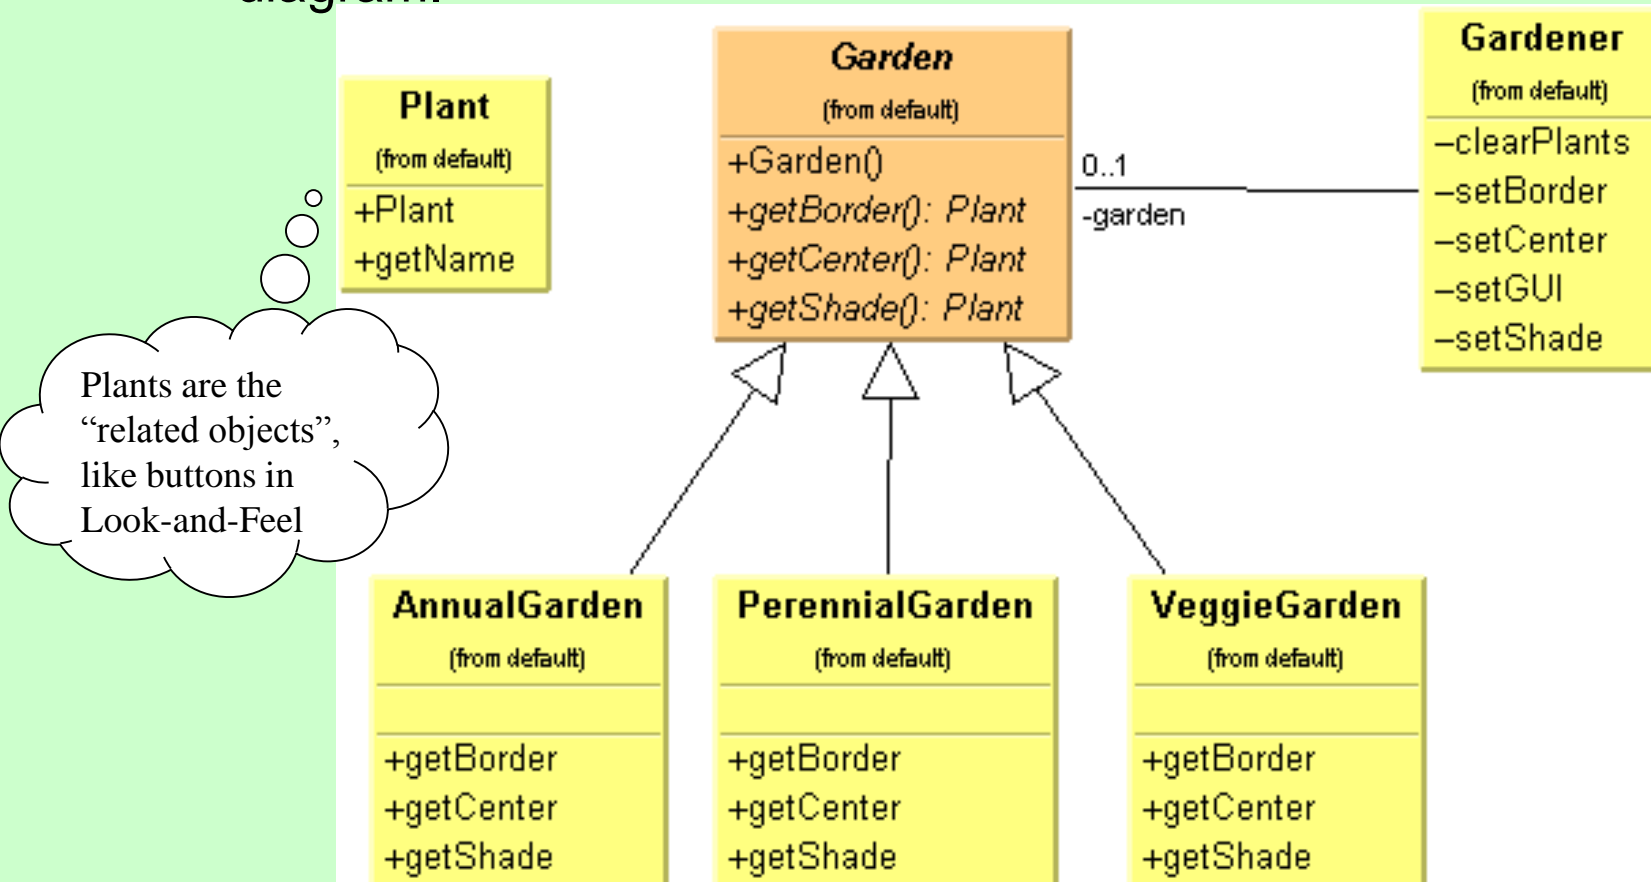 diagram.
Plant
(from default)
+Plant
+getName
Garden
(from default)
+Garden()
+getBorder(): Plant
+getCenter(): Plant
+getShade(): Plant
0..1
-garden
Gardener
(from default)
–clearPlants
–setBorder
–setCenter
–setGUI
–setShade
Plants are the
“related objects”,
like buttons in
Look-and-Feel
AnnualGarden
(from default)
+getBorder
+getCenter
+getShade
PerennialGarden
(from default)
+getBorder
+getCenter
+getShade
VeggieGarden
(from default)
+getBorder
+getCenter
+getShade